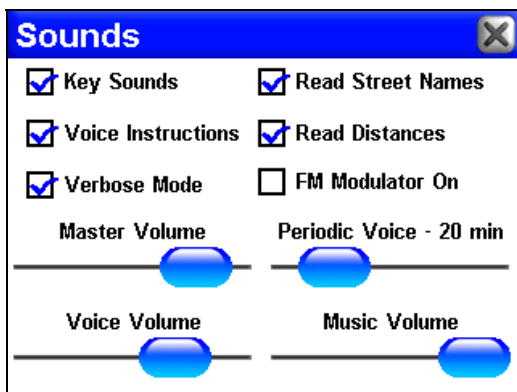 Sounds
Key Sounds
Read Street Names
Voice Instructions
Read Distances
Verbose Mode
FM Modulator On
Master Volume
Periodic Voice - 20 min
Voice Volume
Music Volume